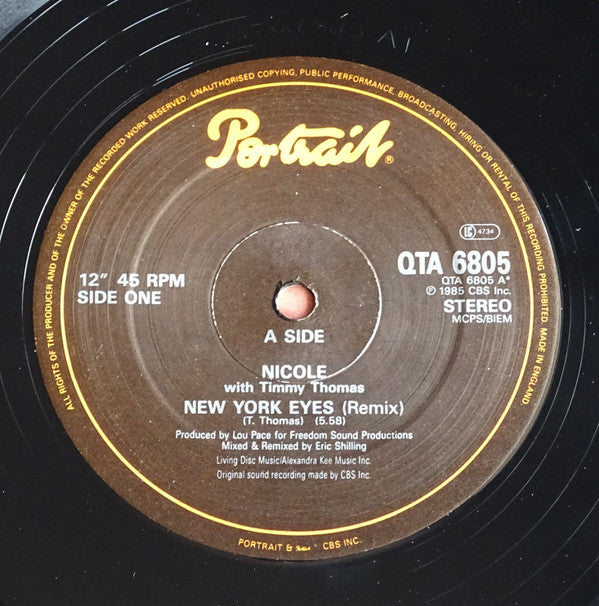 ALL RIGHTS OF THE PRODUCER AND OF THE OWNER OF THE RECORDED WORK RESERVED. UNAUTHORISED COPYING, PUBLIC PERFORMANCE, BROADCASTING, HIRING OR RENTAL OF THIS RECORDING PROHIBITED. MADE IN ENGLAND.
Portrait®
LC 4734
12" 45 RPM
SIDE ONE
QTA 6805
QTA 6805 A*
℗ 1985 CBS Inc.
STEREO
MCPS/BIEM
A SIDE
NICOLE
with Timmy Thomas
NEW YORK EYES (Remix)
(T. Thomas) (5.58)
Produced by Lou Pace for Freedom Sound Productions
Mixed & Remixed by Eric Shilling
Living Disc Music/Alexandra Kee Music Inc.
Original sound recording made by CBS Inc.
PORTRAIT & Portrait CBS INC.